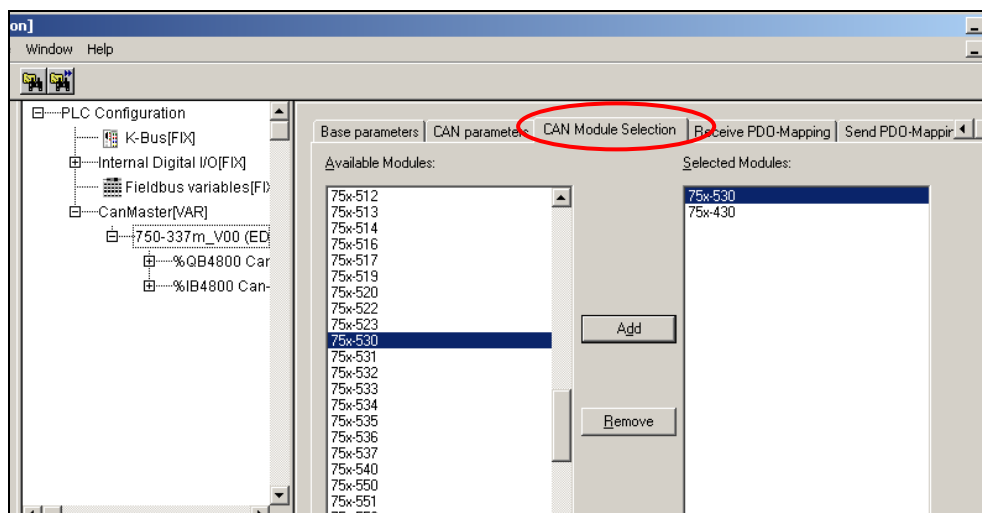 on]
Window Help
PLC Configuration
K-Bus[FIX]
Internal Digital I/O[FIX]
Fieldbus variables[FI
CanMaster[VAR]
750-337m_V00 (ED
%QB4800 Car
%IB4800 Can-
Base parameters CAN parameters CAN Module Selection Receive PDO-Mapping Send PDO-Mappin
Available Modules:
75x-512
75x-513
75x-514
75x-516
75x-517
75x-519
75x-520
75x-522
75x-523
75x-530
75x-531
75x-532
75x-533
75x-534
75x-535
75x-536
75x-537
75x-540
75x-550
75x-551
Add
Remove
Selected Modules:
75x-530
75x-430